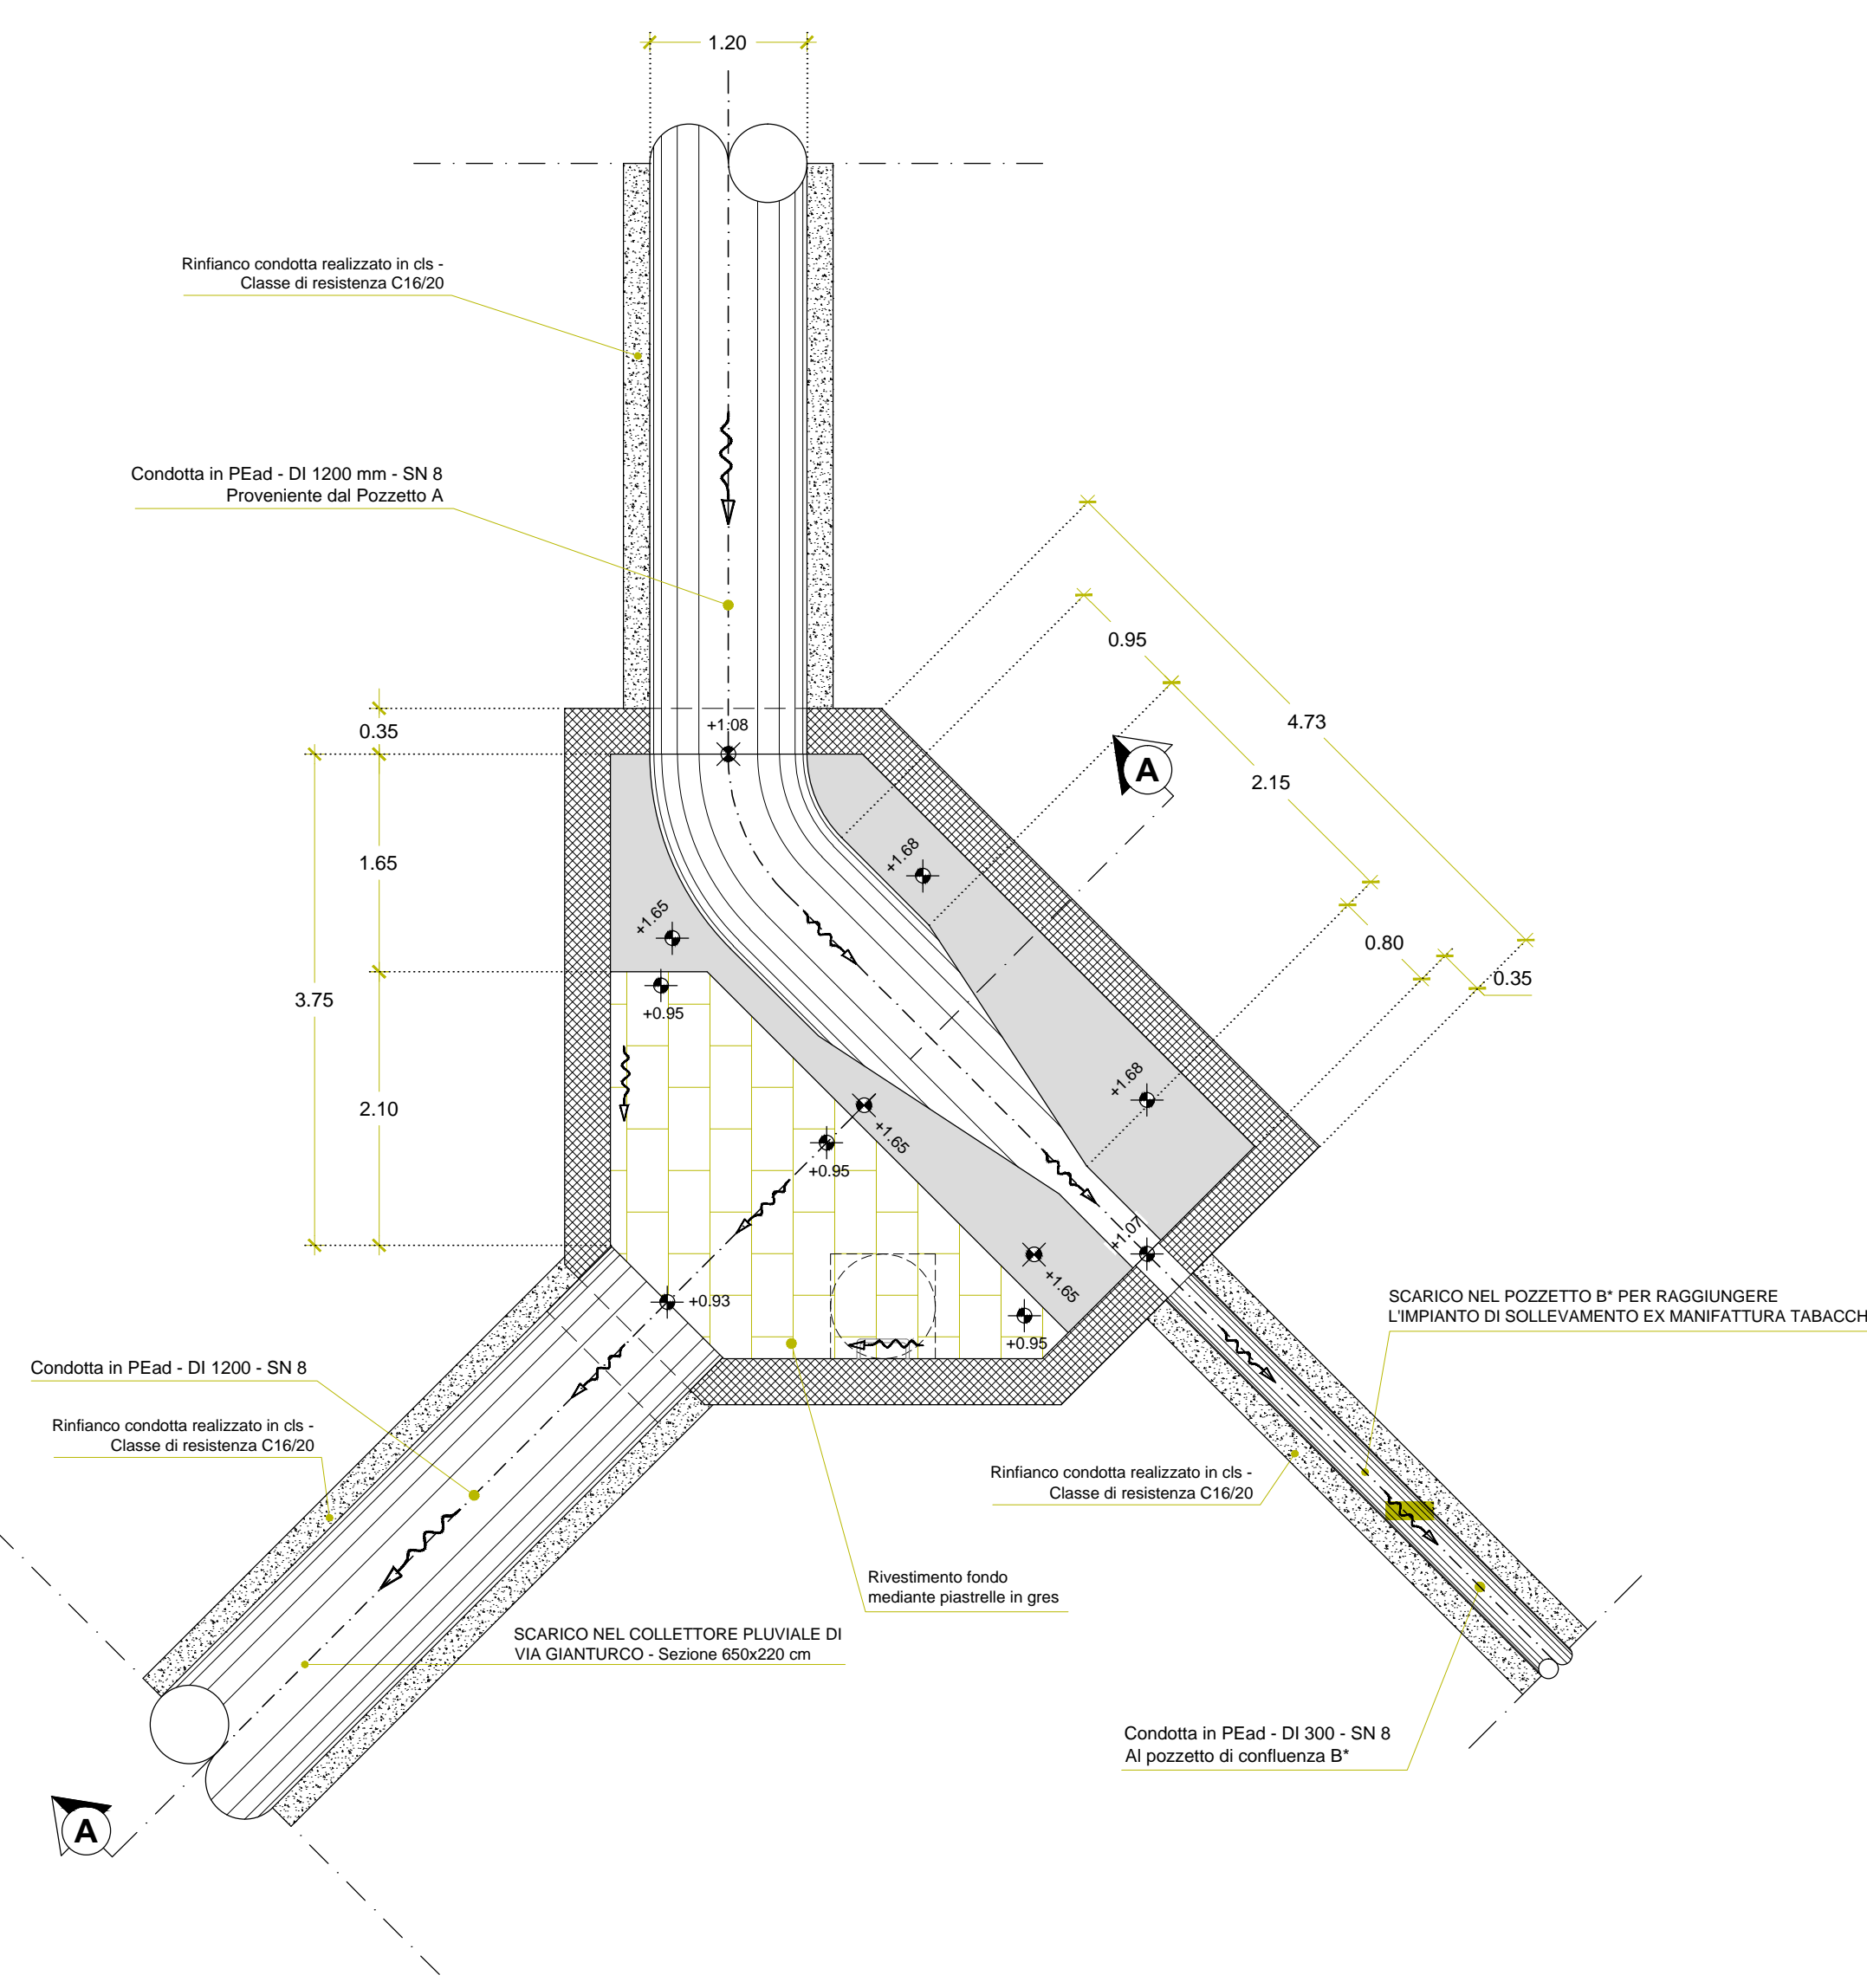 1.20
Rinfianco condotta realizzato in cls -
Classe di resistenza C16/20
Condotta in PEad - DI 1200 mm - SN 8
Proveniente dal Pozzetto A
0.95
4.73
2.15
A
0.80
0.35
0.35
1.65
3.75
2.10
+1.08
+1.68
+1.65
+0.95
+1.68
+1.65
+0.95
+1.07
+1.65
+0.93
+0.95
SCARICO NEL POZZETTO B* PER RAGGIUNGERE
L'IMPIANTO DI SOLLEVAMENTO EX MANIFATTURA TABACCH
Condotta in PEad - DI 1200 - SN 8
Rinfianco condotta realizzato in cls -
Classe di resistenza C16/20
Rinfianco condotta realizzato in cls -
Classe di resistenza C16/20
Rivestimento fondo
mediante piastrelle in gres
SCARICO NEL COLLETTORE PLUVIALE DI
VIA GIANTURCO - Sezione 650x220 cm
Condotta in PEad - DI 300 - SN 8
Al pozzetto di confluenza B*
A